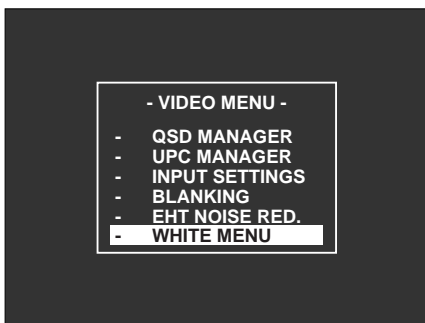 - VIDEO MENU -
- QSD MANAGER
- UPC MANAGER
- INPUT SETTINGS
- BLANKING
- EHT NOISE RED.
- WHITE MENU